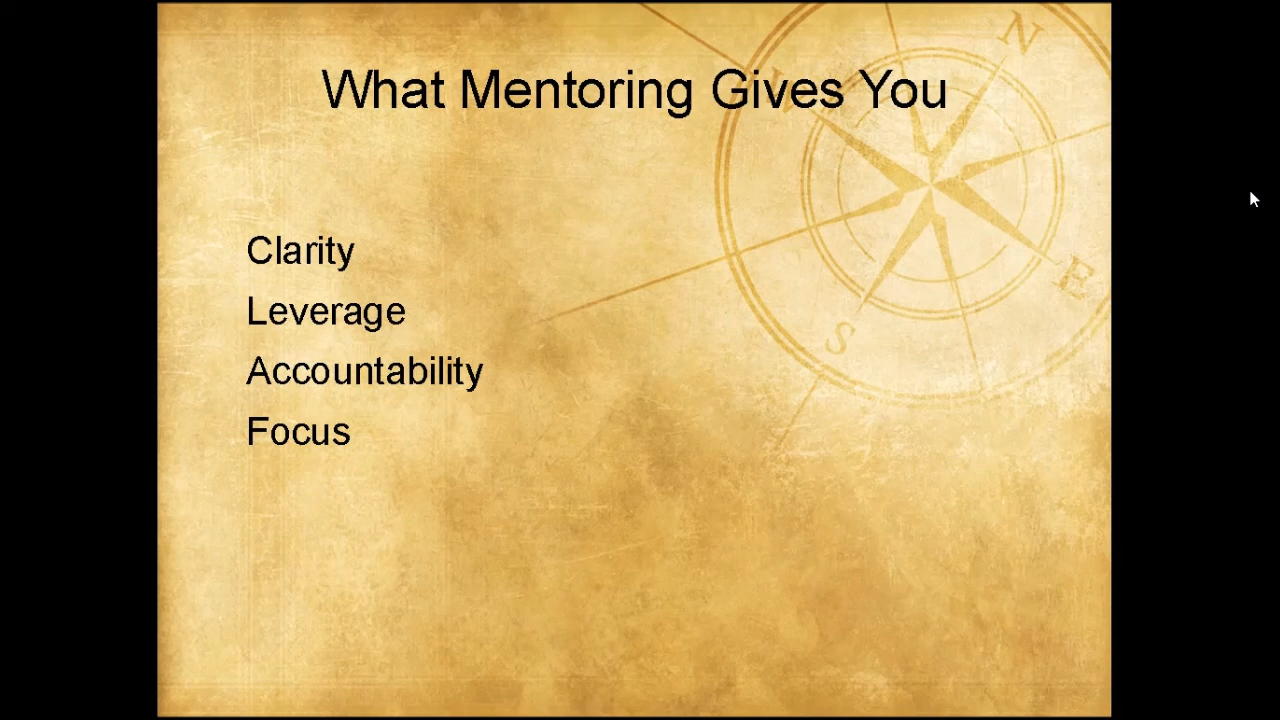 What Mentoring Gives You
N
W
E
S
Clarity
Leverage
Accountability
Focus